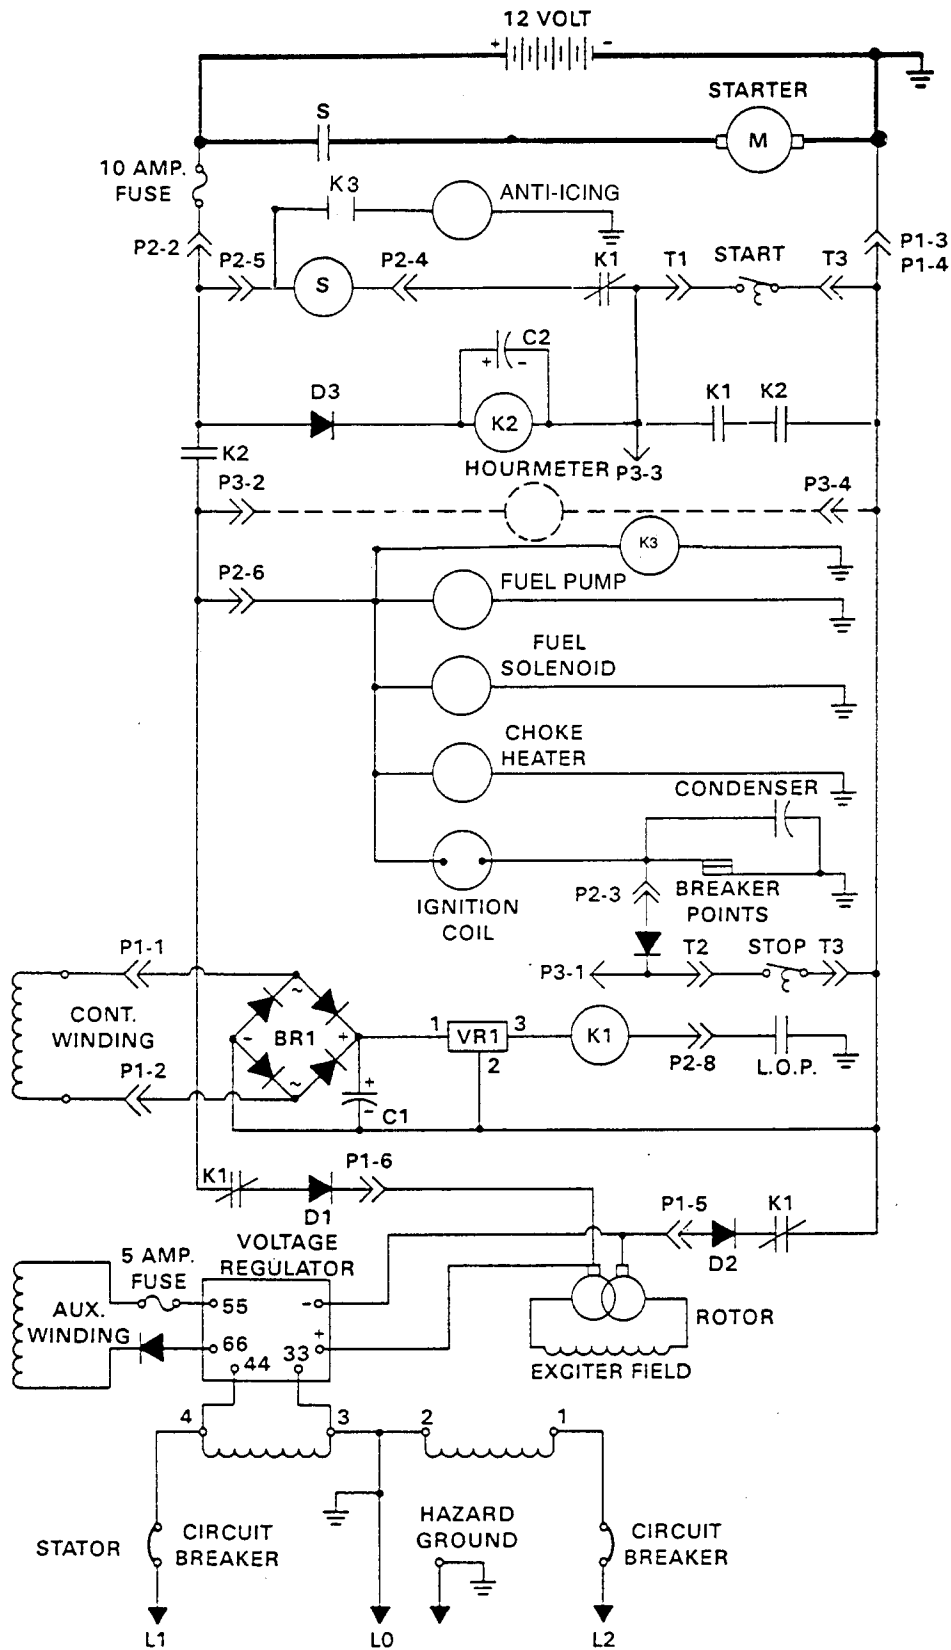 12 VOLT
+ -
STARTER
S
M
10 AMP.
FUSE
K3
ANTI-ICING
P2-2
P1-3
P1-4
P2-5
S
P2-4
K1
T1
START
T3
C2
+ -
D3
K2
K1
K2
K2
HOURMETER
P3-3
P3-2
P3-4
K3
P2-6
FUEL PUMP
FUEL
SOLENOID
CHOKE
HEATER
CONDENSER
IGNITION
COIL
P2-3
BREAKER
POINTS
P1-1
P3-1
T2
STOP
T3
CONT.
WINDING
~
- BR1 +
~
1
VR1
3
2
K1
P2-8
L.O.P.
P1-2
+
-
C1
K1
D1
P1-6
P1-5
D2
K1
VOLTAGE
REGULATOR
5 AMP.
FUSE
AUX.
WINDING
55
-
66
+
44
33
ROTOR
EXCITER FIELD
4
3
2
1
STATOR
CIRCUIT
BREAKER
HAZARD
GROUND
CIRCUIT
BREAKER
L1
L0
L2